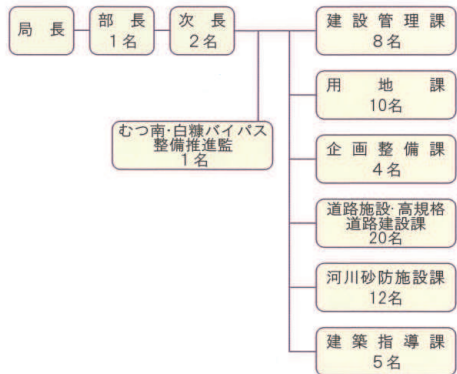 局長
部長
1名
次長
2名
むつ南・白糠バイパス
整備推進監
1名
建設管理課
8名
用地課
10名
企画整備課
4名
道路施設・高規格
道路建設課
20名
河川砂防施設課
12名
建築指導課
5名